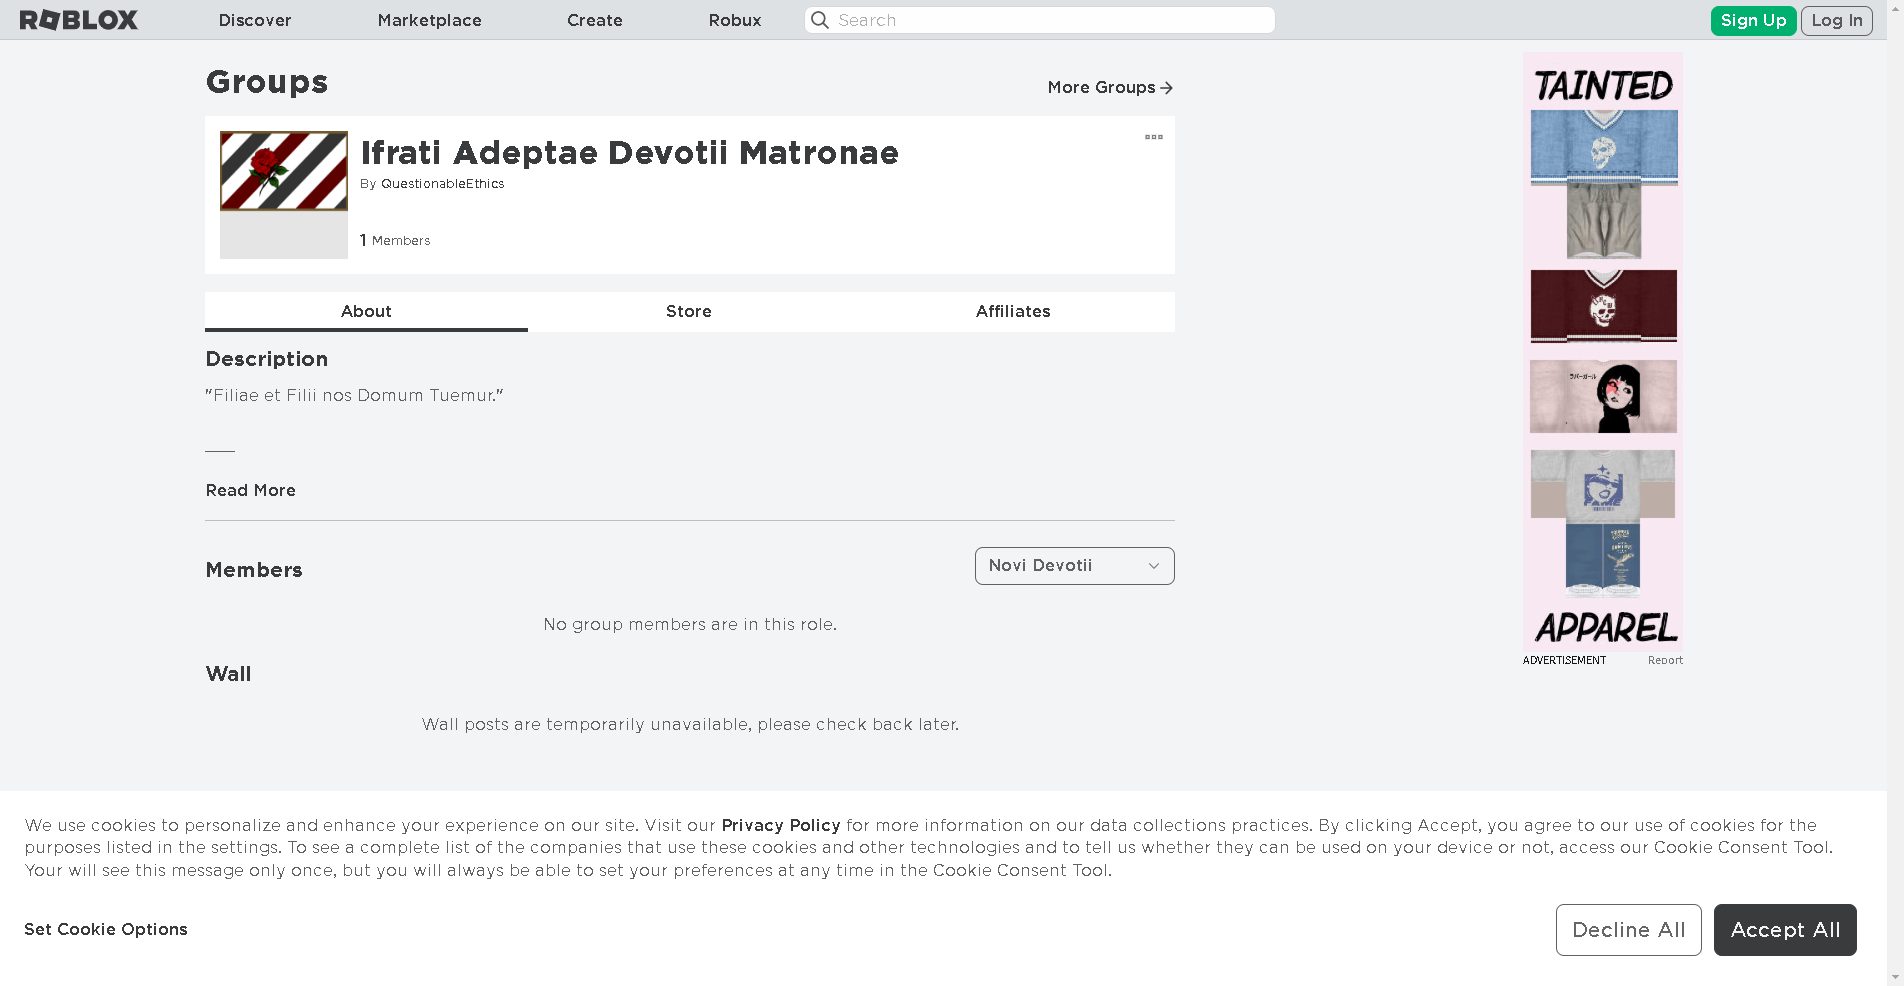 ROBLOX Discover Marketplace Create Robux Search Sign Up Log In
Groups
More Groups
Ifrati Adeptae Devotii Matronae
By QuestionableEthics
1 Members
About Store Affiliates
Description
"Filiae et Filii nos Domum Tuemur."
Read More
Members
Novi Devotii
No group members are in this role.
Wall
Wall posts are temporarily unavailable, please check back later.
TAINTED
ラバーガール
FAME
APPAREL
ADVERTISEMENT Report
We use cookies to personalize and enhance your experience on our site. Visit our Privacy Policy for more information on our data collections practices. By clicking Accept, you agree to our use of cookies for the
purposes listed in the settings. To see a complete list of the companies that use these cookies and other technologies and to tell us whether they can be used on your device or not, access our Cookie Consent Tool.
Your will see this message only once, but you will always be able to set your preferences at any time in the Cookie Consent Tool.
Set Cookie Options
Decline All
Accept All